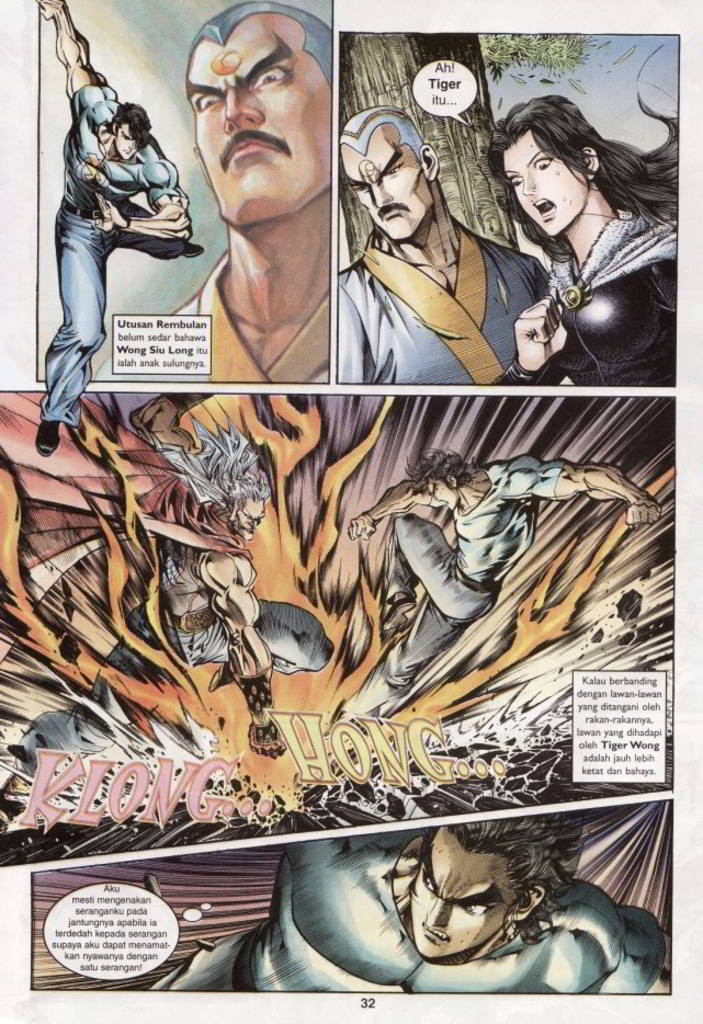 Utusan Rembulan
belum sedar bahawa
Wong Siu Long itu
ialah anak sulungnya.
Ah!
Tiger
itu...
KLONG...
HONG...
Kalau berbanding
dengan lawan-lawan
yang ditangani oleh
rakan-rakannya,
lawan yang dihadapi
oleh Tiger Wong
adalah jauh lebih
ketat dan bahaya.
Aku
mesti mengenakan
seranganku pada
jantungnya apabila ia
terdedah kepada serangan
supaya aku dapat menamat-
kan nyawanya dengan
satu serangan!
32